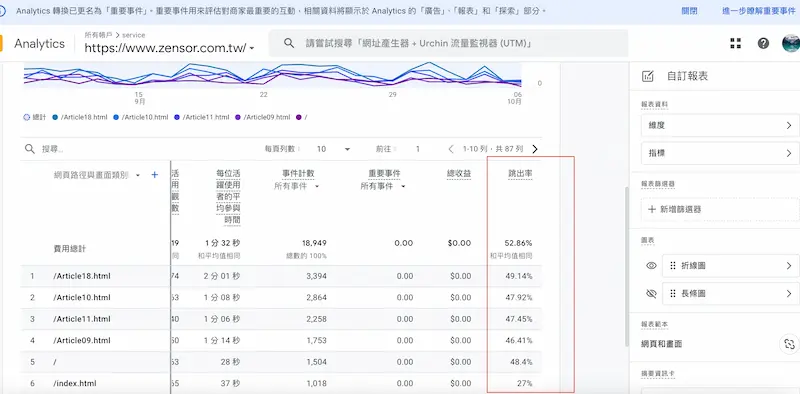 Analytics 轉換已更名為「重要事件」。重要事件用來評估對商家最重要的互動，相關資料將顯示於 Analytics 的「廣告」、「報表」和「探索」部分。 關閉 進一步瞭解重要事件
Analytics
所有帳戶 > service
https://www.zensor.com.tw/
請嘗試搜尋「網址產生器 + Urchin 流量監視器 (UTM)」
0
15
9月
22
29
06
10月
總計 /Article18.html /Article10.html /Article11.html /Article09.html /
搜尋...
每頁列數： 10 前往： 1 1-10 列，共 87 列
網頁路徑與畫面類別
活
用
觀
數
每位活
躍使用
者的平
均參與
時間
事件計數
所有事件
重要事件
所有事件
總收益
跳出率
費用總計 19 1 分 32 秒 18,949 0.00 $0.00 52.86%
同 和平均值相同 總數的 100% 和平均值相同
1 /Article18.html 74 2 分 01 秒 3,394 0.00 $0.00 49.14%
2 /Article10.html 53 1 分 08 秒 2,864 0.00 $0.00 47.92%
3 /Article11.html 40 1 分 06 秒 2,258 0.00 $0.00 47.45%
4 /Article09.html 50 1 分 14 秒 1,753 0.00 $0.00 46.41%
5 / 53 28 秒 1,504 0.00 $0.00 48.4%
6 /index.html 65 37 秒 1,018 0.00 $0.00 27%
自訂報表
報表資料
維度
指標
報表篩選器
+ 新增篩選器
圖表
折線圖
長條圖
報表範本
網頁和畫面
摘要資訊卡